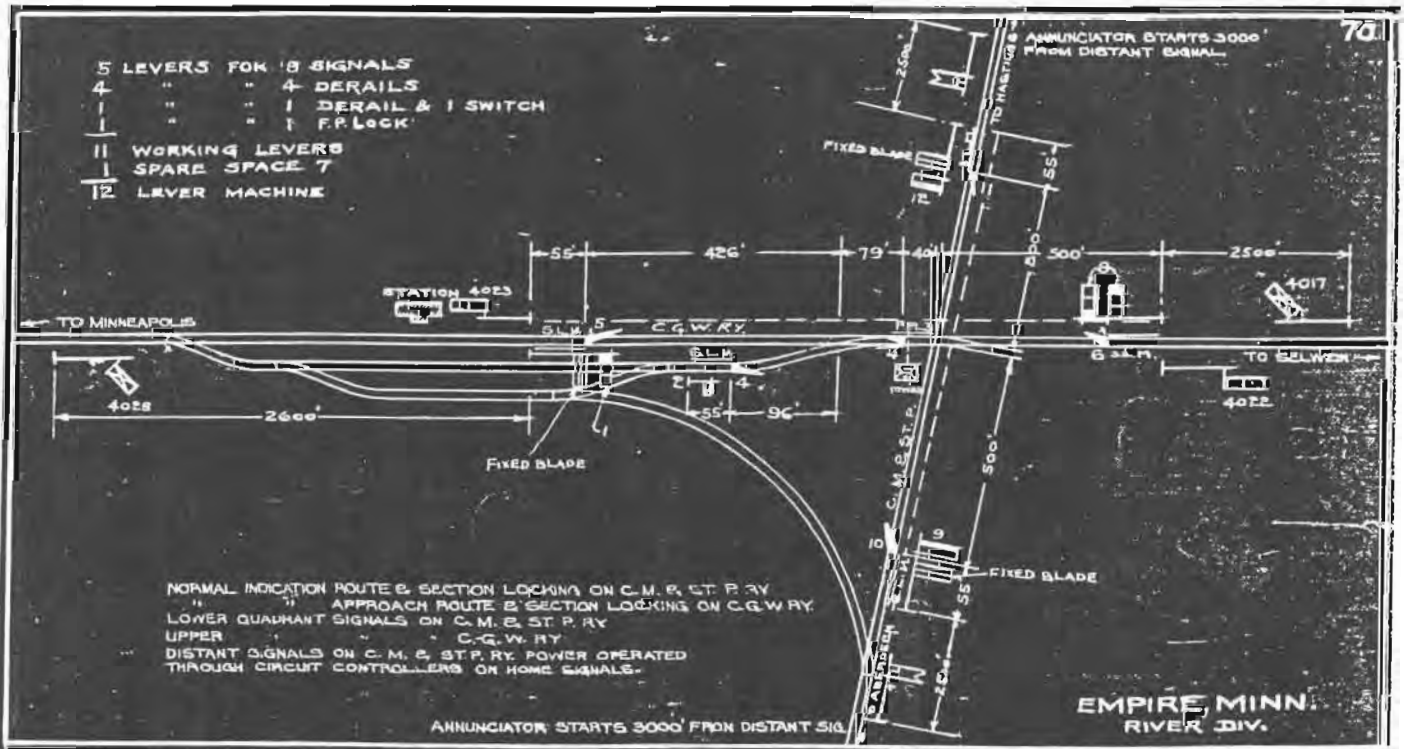 70
ANNUNCIATOR STARTS 3000'
FROM DISTANT SIGNAL
5 LEVERS FOR 8 SIGNALS
4 " " 4 DERAILS
1 " " 1 DERAIL & 1 SWITCH
1 " " 1 F.P. LOCK
11 WORKING LEVERS
1 SPARE SPACE 7
12 LEVER MACHINE
2500'
TO HASTINGS
FIXED BLADE
12
55'
800'
55' 426' 79' 40' 500' 2500'
STATION 4023
8
4017
TO MINNEAPOLIS
S.L.M. 5 C.G.W. RY.
6 S.L.M.
TO SELWEN
S.L.M.
2 4
TOWER
4028
4022
2600'
55' 96'
1
FIXED BLADE
C. M. & ST. P.
500'
10
9
S.L.M.
FIXED BLADE
55'
NORMAL INDICATION ROUTE & SECTION LOCKING ON C. M. & ST. P. RY
" " APPROACH ROUTE & SECTION LOCKING ON C.G.W RY.
LOWER QUADRANT SIGNALS ON C. M. & ST. P. RY
UPPER " " " C.G.W. RY
DISTANT SIGNALS ON C. M. & ST. P. RY. POWER OPERATED
THROUGH CIRCUIT CONTROLLERS ON HOME SIGNALS.
ABERDEEN
2500'
ANNUNCIATOR STARTS 3000' FROM DISTANT SIG.
EMPIRE, MINN.
RIVER DIV.